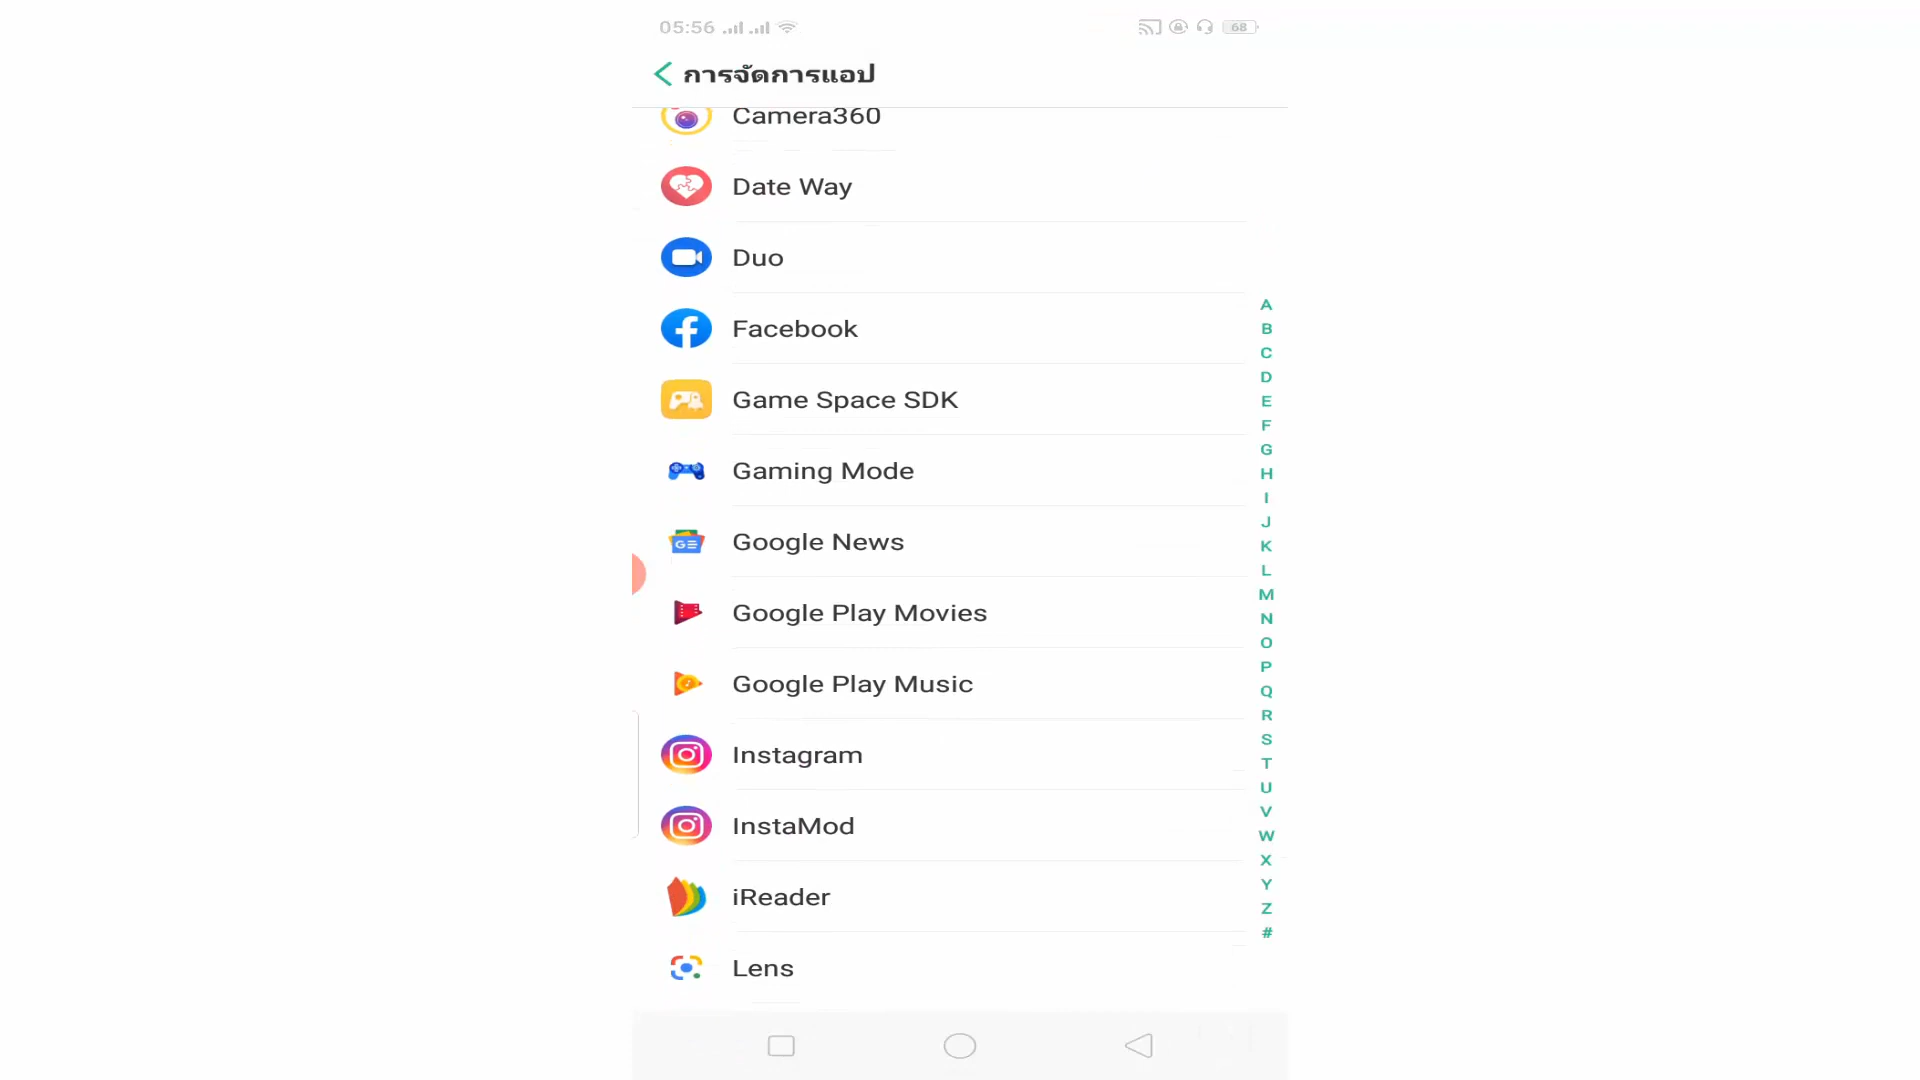 05:56 68
การจัดการแอป
Camera360
Date Way
Duo
Facebook
Game Space SDK
Gaming Mode
Google News
Google Play Movies
Google Play Music
Instagram
InstaMod
iReader
Lens
A
B
C
D
E
F
G
H
I
J
K
L
M
N
O
P
Q
R
S
T
U
V
W
X
Y
Z
#